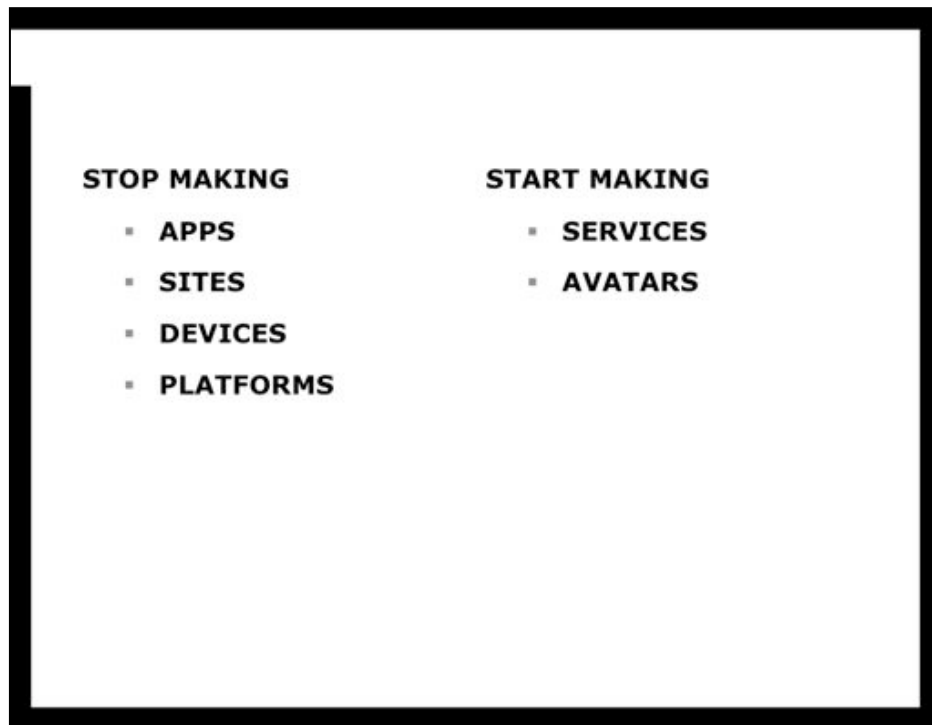 STOP MAKING
APPS
SITES
DEVICES
PLATFORMS
START MAKING
SERVICES
AVATARS